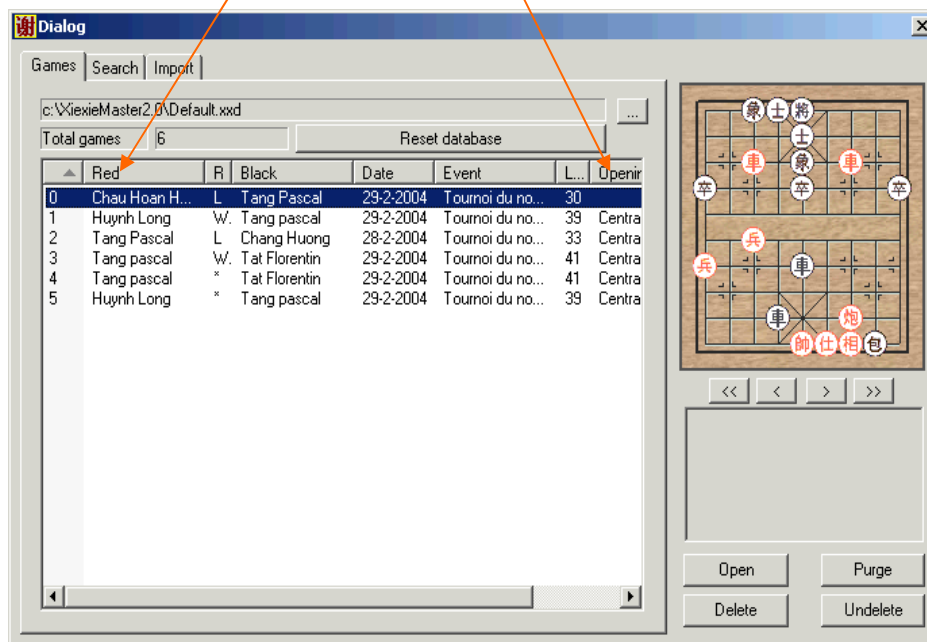 谢 Dialog
Games Search Import
c:\XiexieMaster2.0\Default.xxd ...
Total games 6 Reset database
Red R Black Date Event L... Openir
0 Chau Hoan H... L Tang Pascal 29-2-2004 Tournoi du no... 30
1 Huynh Long W. Tang pascal 29-2-2004 Tournoi du no... 39 Centra
2 Tang Pascal L Chang Huong 28-2-2004 Tournoi du no... 33 Centra
3 Tang pascal W. Tat Florentin 29-2-2004 Tournoi du no... 41 Centra
4 Tang pascal * Tat Florentin 29-2-2004 Tournoi du no... 41 Centra
5 Huynh Long * Tang pascal 29-2-2004 Tournoi du no... 39 Centra
象 士 將
士
車 象 車
卒 卒 卒
兵
兵 車
車 炮
帥 仕 相 包
<< < > >>
Open Purge
Delete Undelete